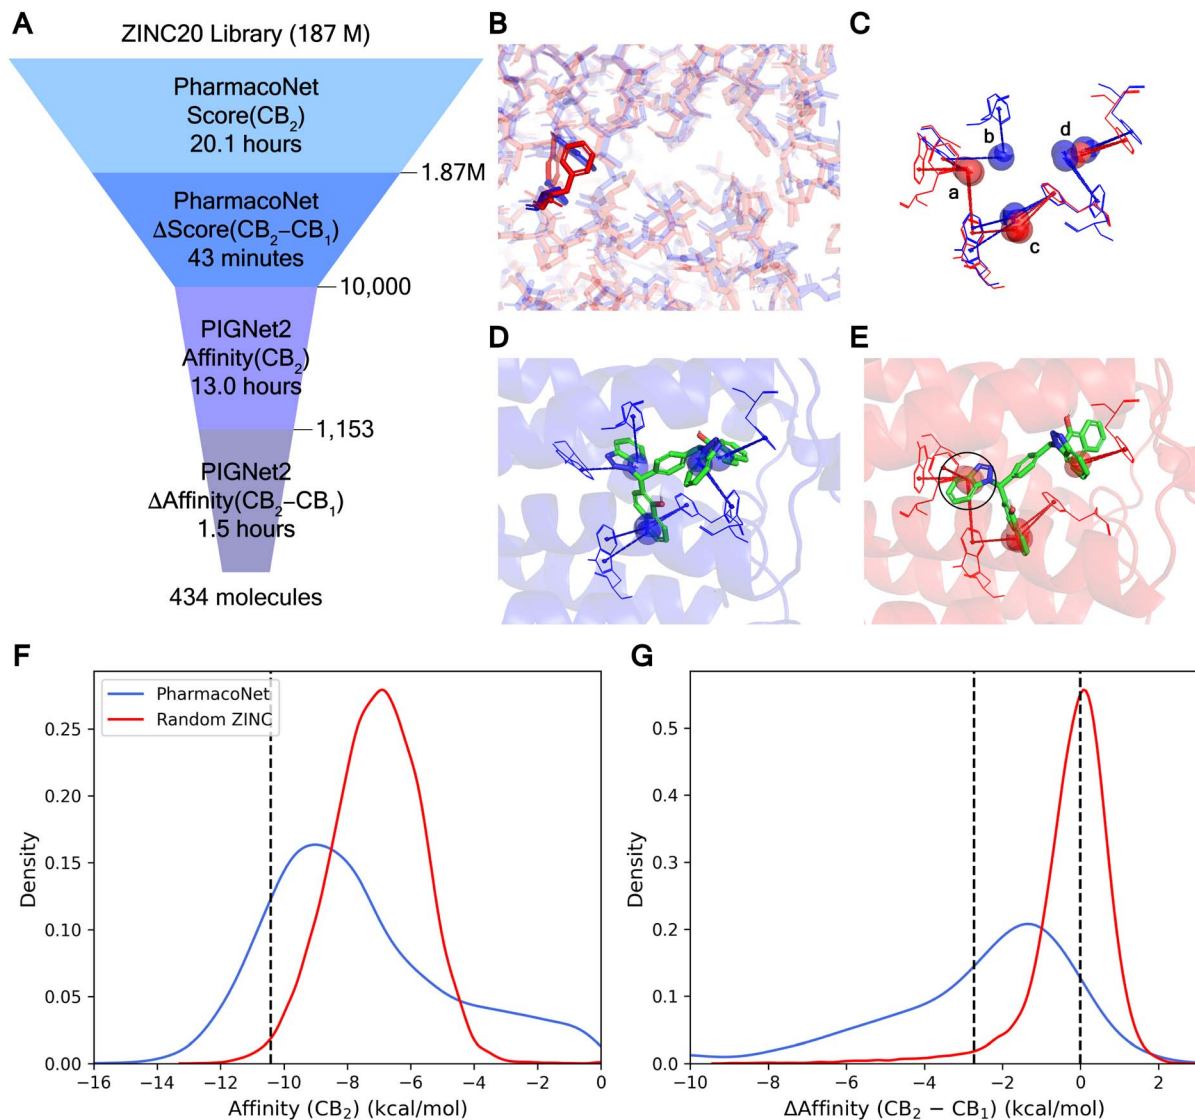 A
ZINC20 Library (187 M)
PharmacoNet
Score(CB₂)
20.1 hours
1.87M
PharmacoNet
ΔScore(CB₂–CB₁)
43 minutes
10,000
PIGNet2
Affinity(CB₂)
13.0 hours
1,153
PIGNet2
ΔAffinity(CB₂–CB₁)
1.5 hours
434 molecules
B
C
b
d
a
c
D
E
F
PharmacoNet
Random ZINC
Density
0.25
0.20
0.15
0.10
0.05
0.00
−16 −14 −12 −10 −8 −6 −4 −2 0
Affinity (CB₂) (kcal/mol)
G
Density
0.5
0.4
0.3
0.2
0.1
0.0
−10 −8 −6 −4 −2 0 2
ΔAffinity (CB₂ − CB₁) (kcal/mol)